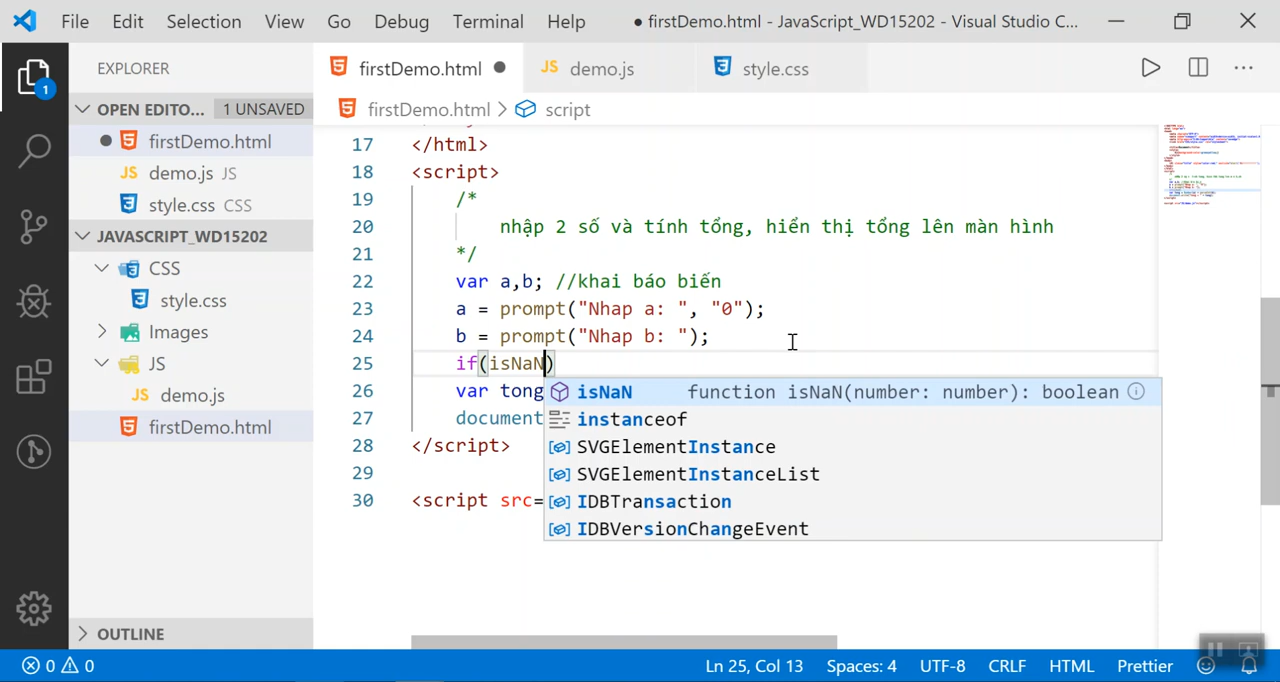 File Edit Selection View Go Debug Terminal Help ● firstDemo.html - JavaScript_WD15202 - Visual Studio C...
EXPLORER
firstDemo.html ●
JS demo.js
style.css
OPEN EDITO... 1 UNSAVED
firstDemo.html > script
● firstDemo.html
JS demo.js JS
style.css CSS
JAVASCRIPT_WD15202
CSS
style.css
Images
JS
JS demo.js
firstDemo.html
OUTLINE
1
17 </html>
18 <script>
19 /*
20 nhập 2 số và tính tổng, hiển thị tổng lên màn hình
21 */
22 var a,b; //khai báo biến
23 a = prompt("Nhap a: ", "0");
24 b = prompt("Nhap b: ");
25 if(isNaN)
26 var tong
27 document
28 </script>
29
30 <script src=
isNaN function isNaN(number: number): boolean
instanceof
SVGElementInstance
SVGElementInstanceList
IDBTransaction
IDBVersionChangeEvent
0 0 Ln 25, Col 13 Spaces: 4 UTF-8 CRLF HTML Prettier